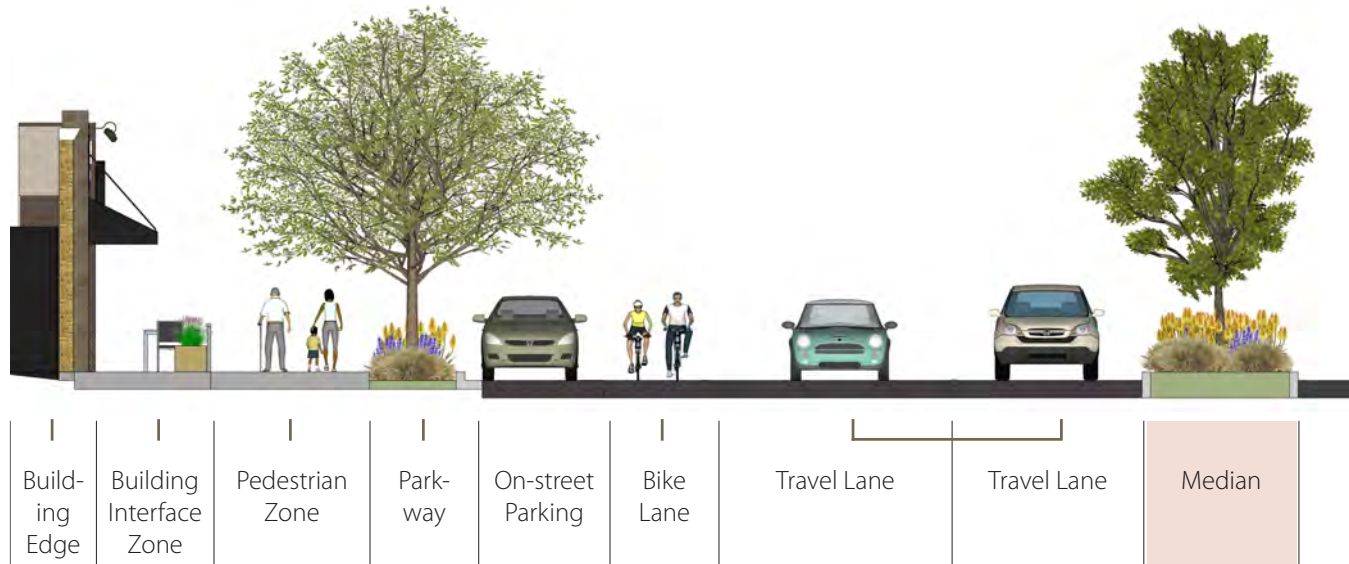 Build-
ing
Edge
Building
Interface
Zone
Pedestrian
Zone
Park-
way
On-street
Parking
Bike
Lane
Travel Lane
Travel Lane
Median